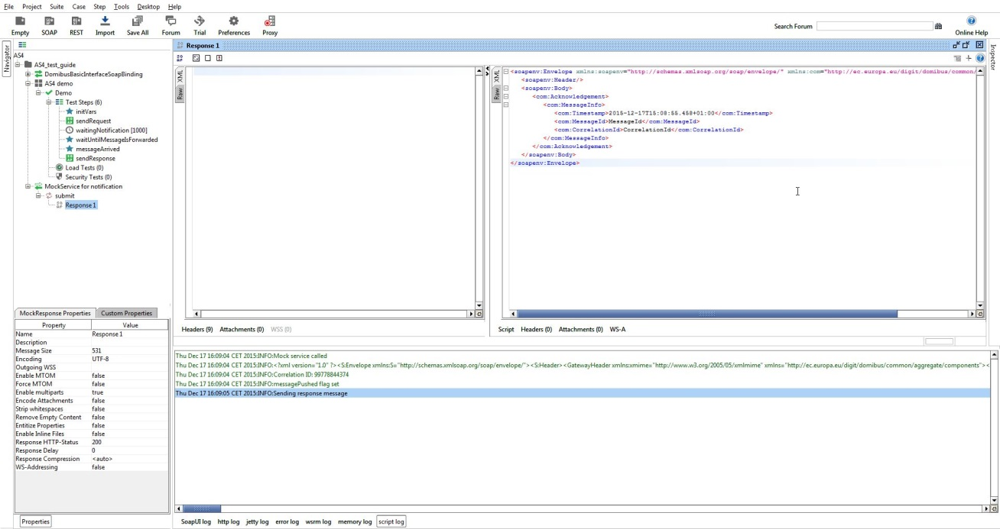 File Project Suite Case Step Tools Desktop Help
Empty SOAP REST Import Save All Forum Trial Preferences Proxy
Search Forum
Online Help
Navigator
AS4
AS4_test_guide
DomibusBasicInterfaceSoapBinding
AS4 demo
Demo
Test Steps (6)
initVars
sendRequest
waitingNotification [1000]
waitUntilMessageIsForwarded
messageArrived
sendResponse
Load Tests (0)
Security Tests (0)
MockService for notification
submit
Response 1
MockResponse Properties Custom Properties
Property Value
Name Response 1
Description
Message Size 531
Encoding UTF-8
Outgoing WSS
Enable MTOM false
Force MTOM false
Enable multiparts true
Encode Attachments false
Strip whitespaces false
Remove Empty Content false
Entitize Properties false
Enable Inline Files false
Response HTTP-Status 200
Response Delay 0
Response Compression <auto>
WS-Addressing false
Properties
Response 1
XML
Raw
Headers (9) Attachments (0) WSS (0)
XML
Raw
<soapenv:Envelope xmlns:soapenv="http://schemas.xmlsoap.org/soap/envelope/" xmlns:com="http://ec.europa.eu/digit/domibus/common/
<soapenv:Header/>
<soapenv:Body>
<com:Acknowledgement>
<com:MessageInfo>
<com:Timestamp>2015-12-17T15:08:55.458+01:00</com:Timestamp>
<com:MessageId>MessageId</com:MessageId>
<com:CorrelationId>CorrelationId</com:CorrelationId>
</com:MessageInfo>
</com:Acknowledgement>
</soapenv:Body>
</soapenv:Envelope>
Script Headers (0) Attachments (0) WS-A
Inspector
Thu Dec 17 16:09:04 CET 2015:INFO:Mock service called
Thu Dec 17 16:09:04 CET 2015:INFO:<?xml version="1.0" ?><S:Envelope xmlns:S="http://schemas.xmlsoap.org/soap/envelope/"><S:Header><GatewayHeader xmlns:xmime="http://www.w3.org/2005/05/xmlmime" xmlns="http://ec.europa.eu/digit/domibus/common/aggregate/components"><
Thu Dec 17 16:09:04 CET 2015:INFO:Correlation ID: 99778844374
Thu Dec 17 16:09:04 CET 2015:INFO:messagePushed flag set
Thu Dec 17 16:09:05 CET 2015:INFO:Sending response message
SoapUI log http log jetty log error log wsrm log memory log script log